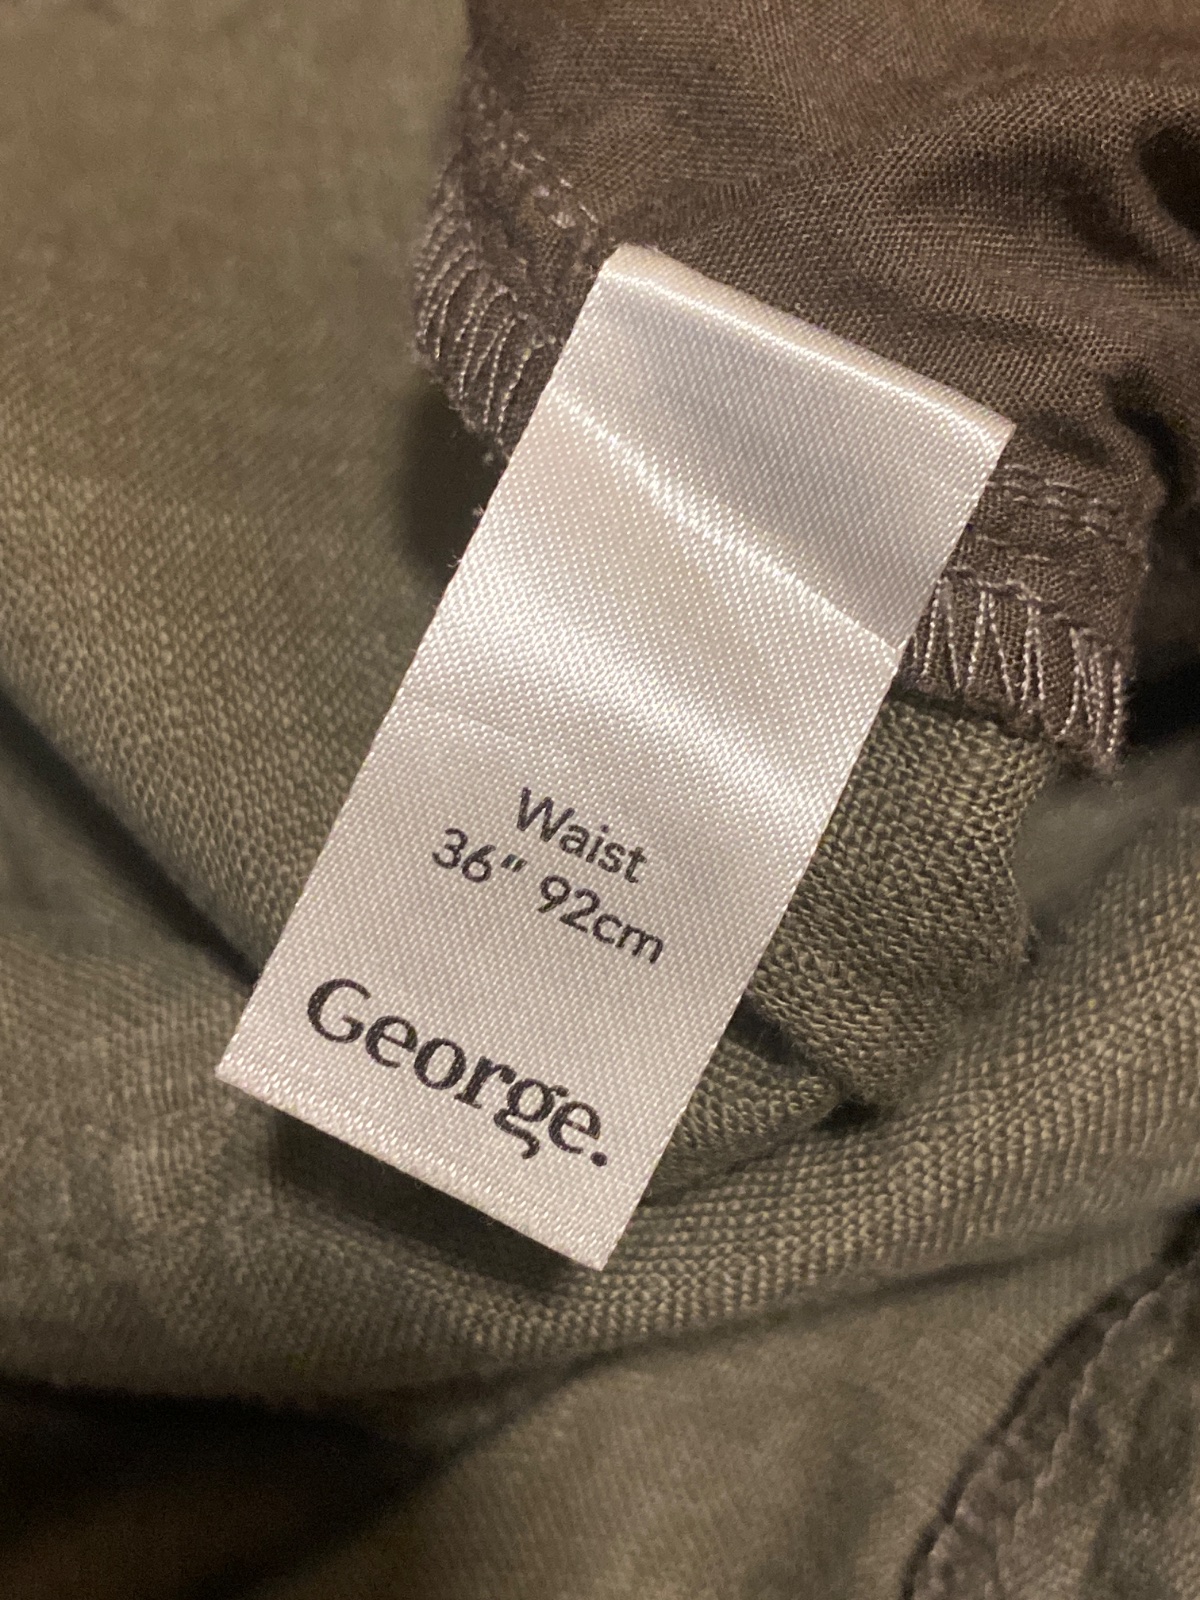 Waist
36" 92cm
George.